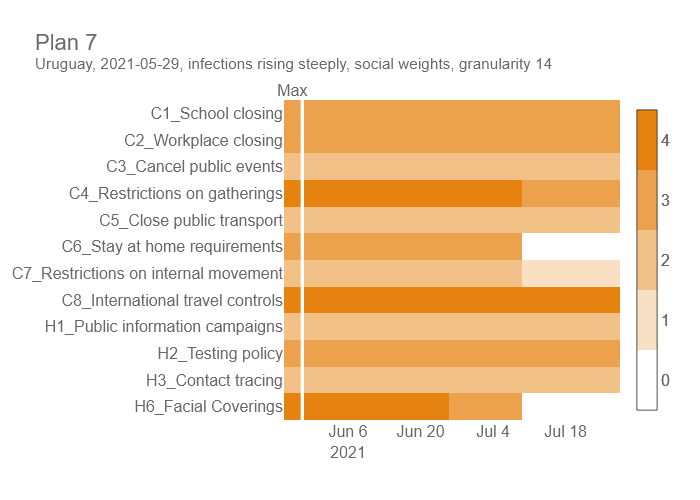 Plan 7
Uruguay, 2021-05-29, infections rising steeply, social weights, granularity 14
Max
C1_School closing
C2_Workplace closing
C3_Cancel public events
C4_Restrictions on gatherings
C5_Close public transport
C6_Stay at home requirements
C7_Restrictions on internal movement
C8_International travel controls
H1_Public information campaigns
H2_Testing policy
H3_Contact tracing
H6_Facial Coverings
Jun 6 Jun 20 Jul 4 Jul 18
2021
4
3
2
1
0